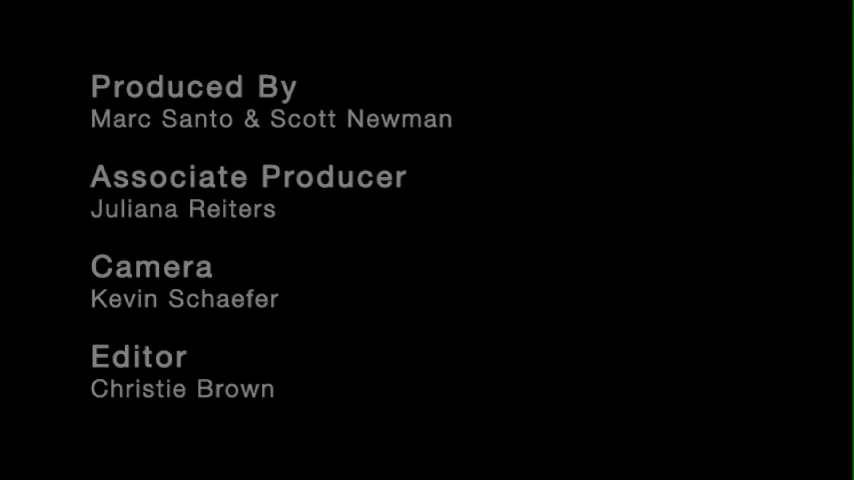 Produced By
Marc Santo & Scott Newman
Associate Producer
Juliana Reiters
Camera
Kevin Schaefer
Editor
Christie Brown